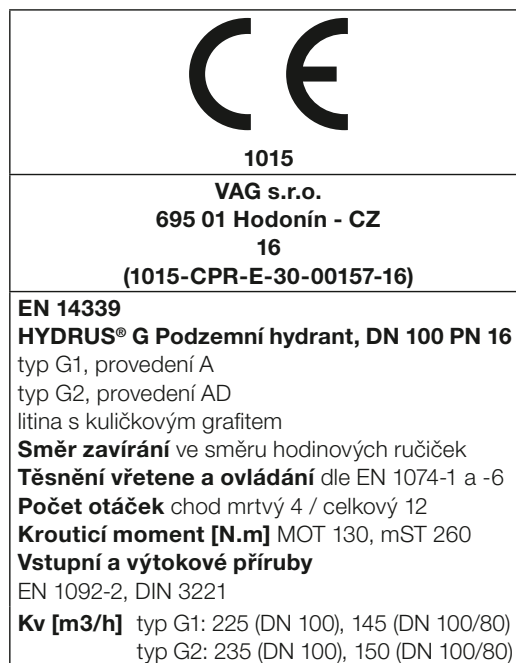 CE
1015
VAG s.r.o.
695 01 Hodonín - CZ
16
(1015-CPR-E-30-00157-16)
EN 14339
HYDRUS® G Podzemní hydrant, DN 100 PN 16
typ G1, provedení A
typ G2, provedení AD
litina s kuličkovým grafitem
Směr zavírání ve směru hodinových ručiček
Těsnění vřetene a ovládání dle EN 1074-1 a -6
Počet otáček chod mrtvý 4 / celkový 12
Krouticí moment [N.m] MOT 130, mST 260
Vstupní a výtokové příruby
EN 1092-2, DIN 3221
Kv [m3/h] typ G1: 225 (DN 100), 145 (DN 100/80)
typ G2: 235 (DN 100), 150 (DN 100/80)